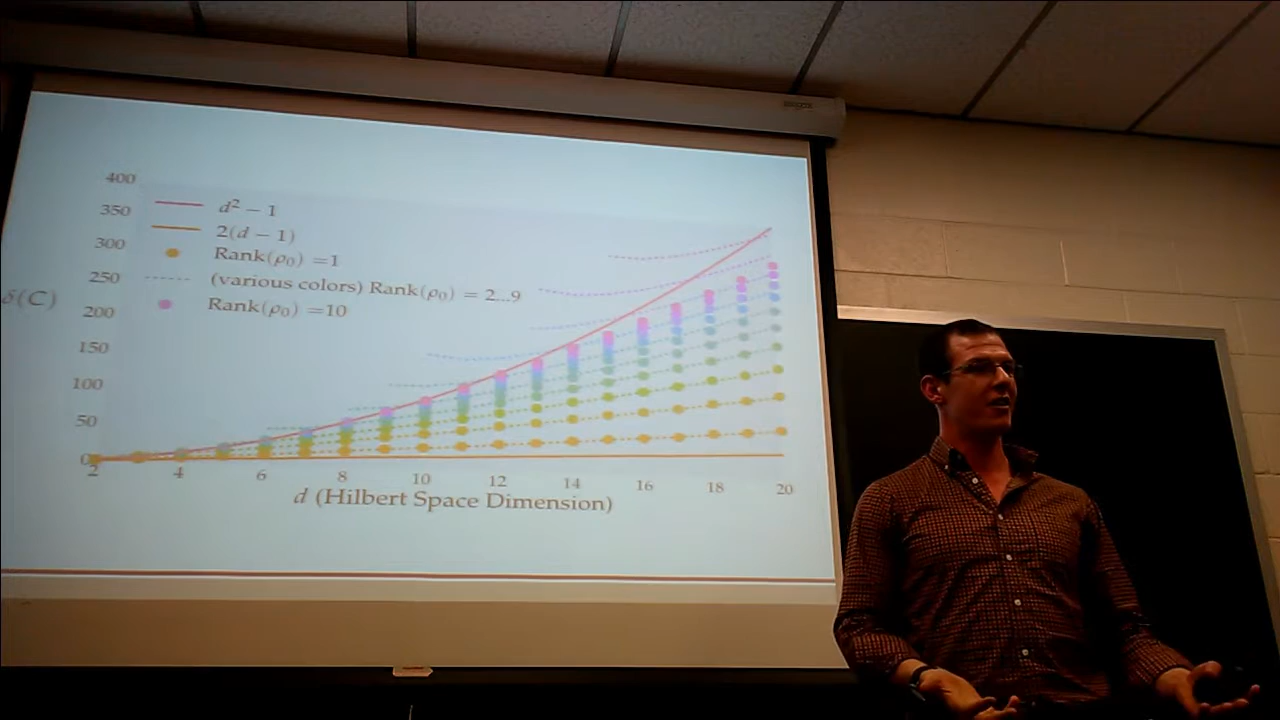 400
350
300
250
200
150
100
50
0
δ(C)
d² − 1
2(d − 1)
Rank(ρ₀) =1
(various colors) Rank(ρ₀) = 2...9
Rank(ρ₀) =10
2 4 6 8 10 12 14 16 18 20
d (Hilbert Space Dimension)